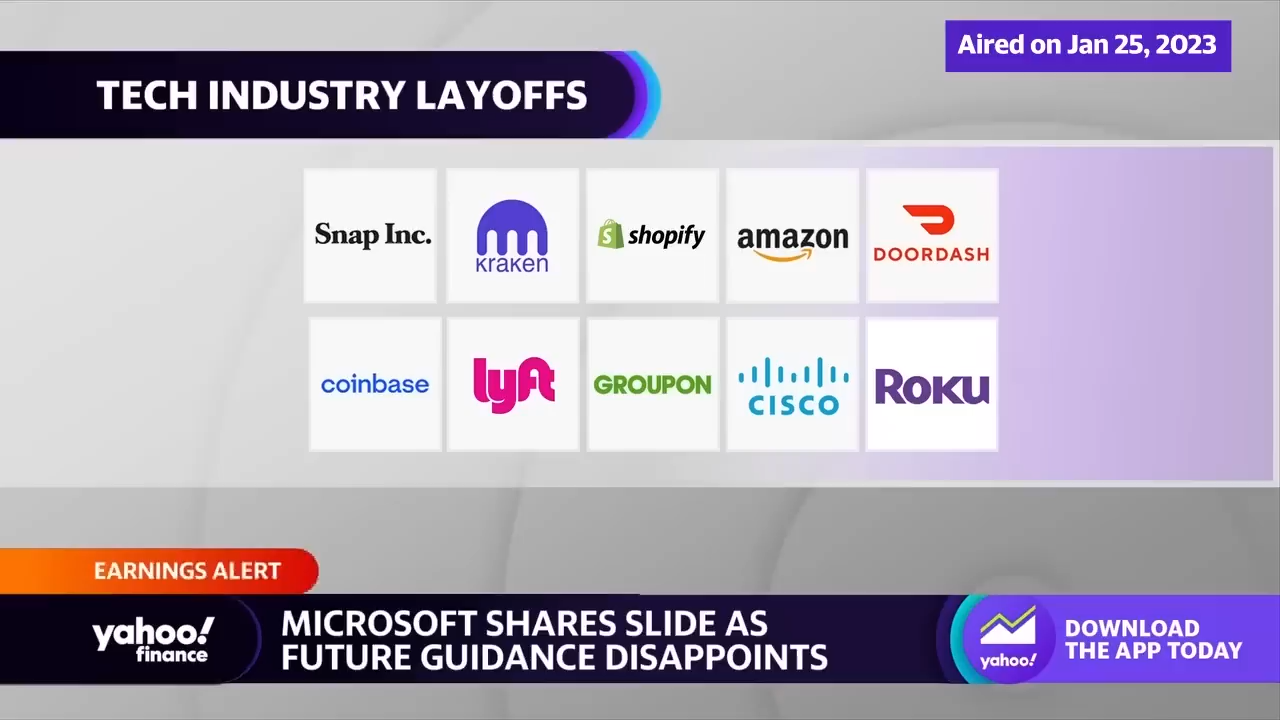 Aired on Jan 25, 2023
TECH INDUSTRY LAYOFFS
Snap Inc.
kraken
shopify
amazon
DOORDASH
coinbase
lyft
GROUPON
CISCO
ROKU
EARNINGS ALERT
yahoo!
finance
MICROSOFT SHARES SLIDE AS
FUTURE GUIDANCE DISAPPOINTS
yahoo!
DOWNLOAD
THE APP TODAY